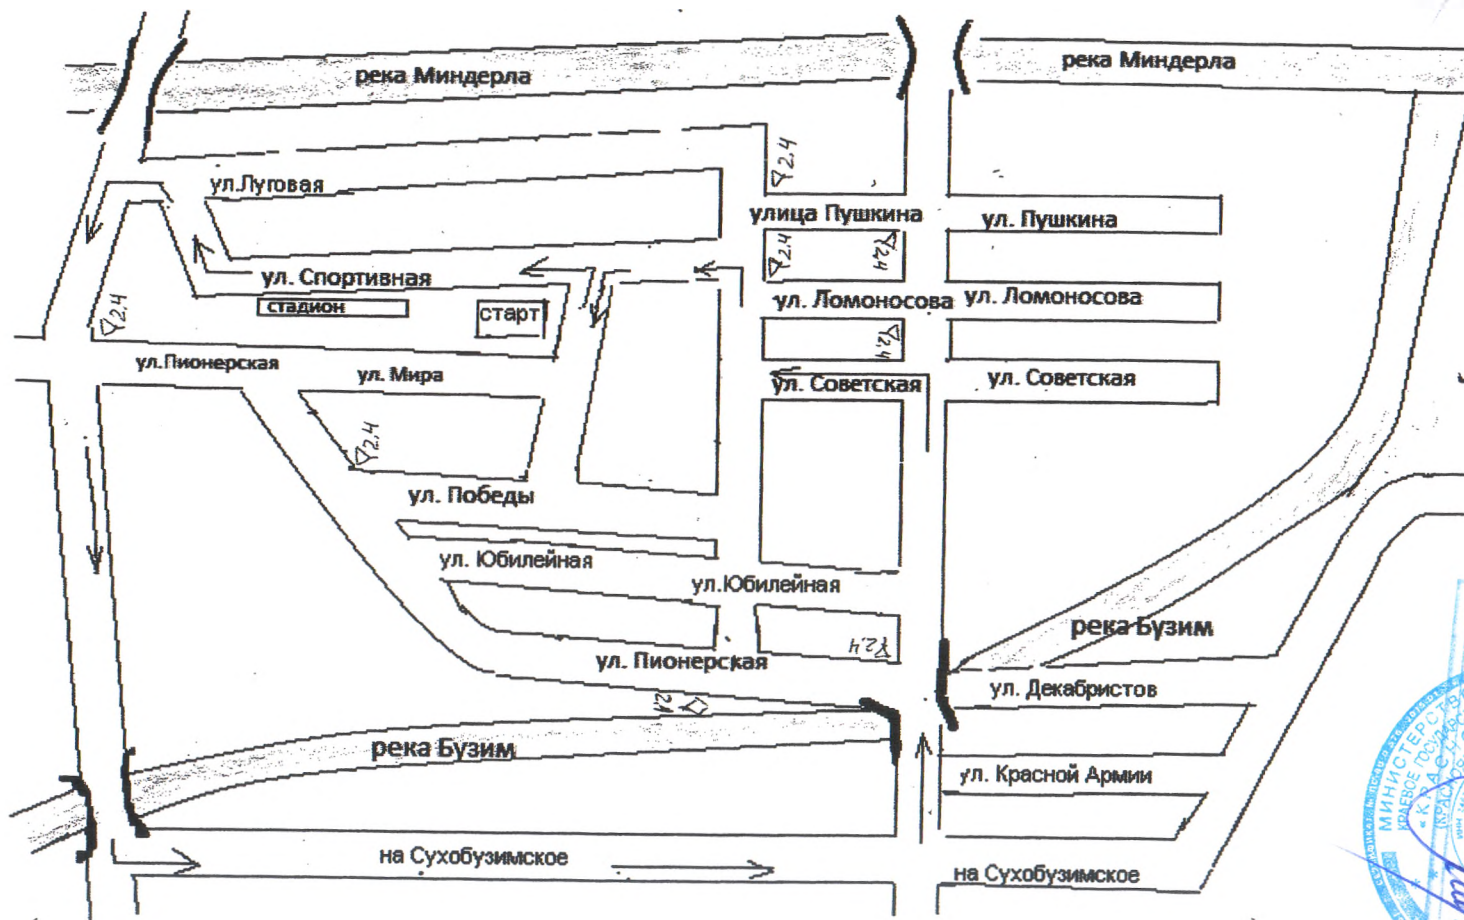 река Миндерла
река Миндерла
2.4
ул.Луговая
улица Пушкина
ул. Пушкина
2.4
2.4
ул. Спортивная
стадион
старт
ул. Ломоносова
ул. Ломоносова
2.4
2.4
ул.Пионерская
ул. Мира
ул. Советская
ул. Советская
2.4
ул. Победы
ул. Юбилейная
ул.Юбилейная
река Бузим
2.4
ул. Пионерская
ул. Декабристов
2.1
река Бузим
ул. Красной Армии
МИНИСТЕРСТВО
КРАЕВОЕ
на Сухобузимское
на Сухобузимское